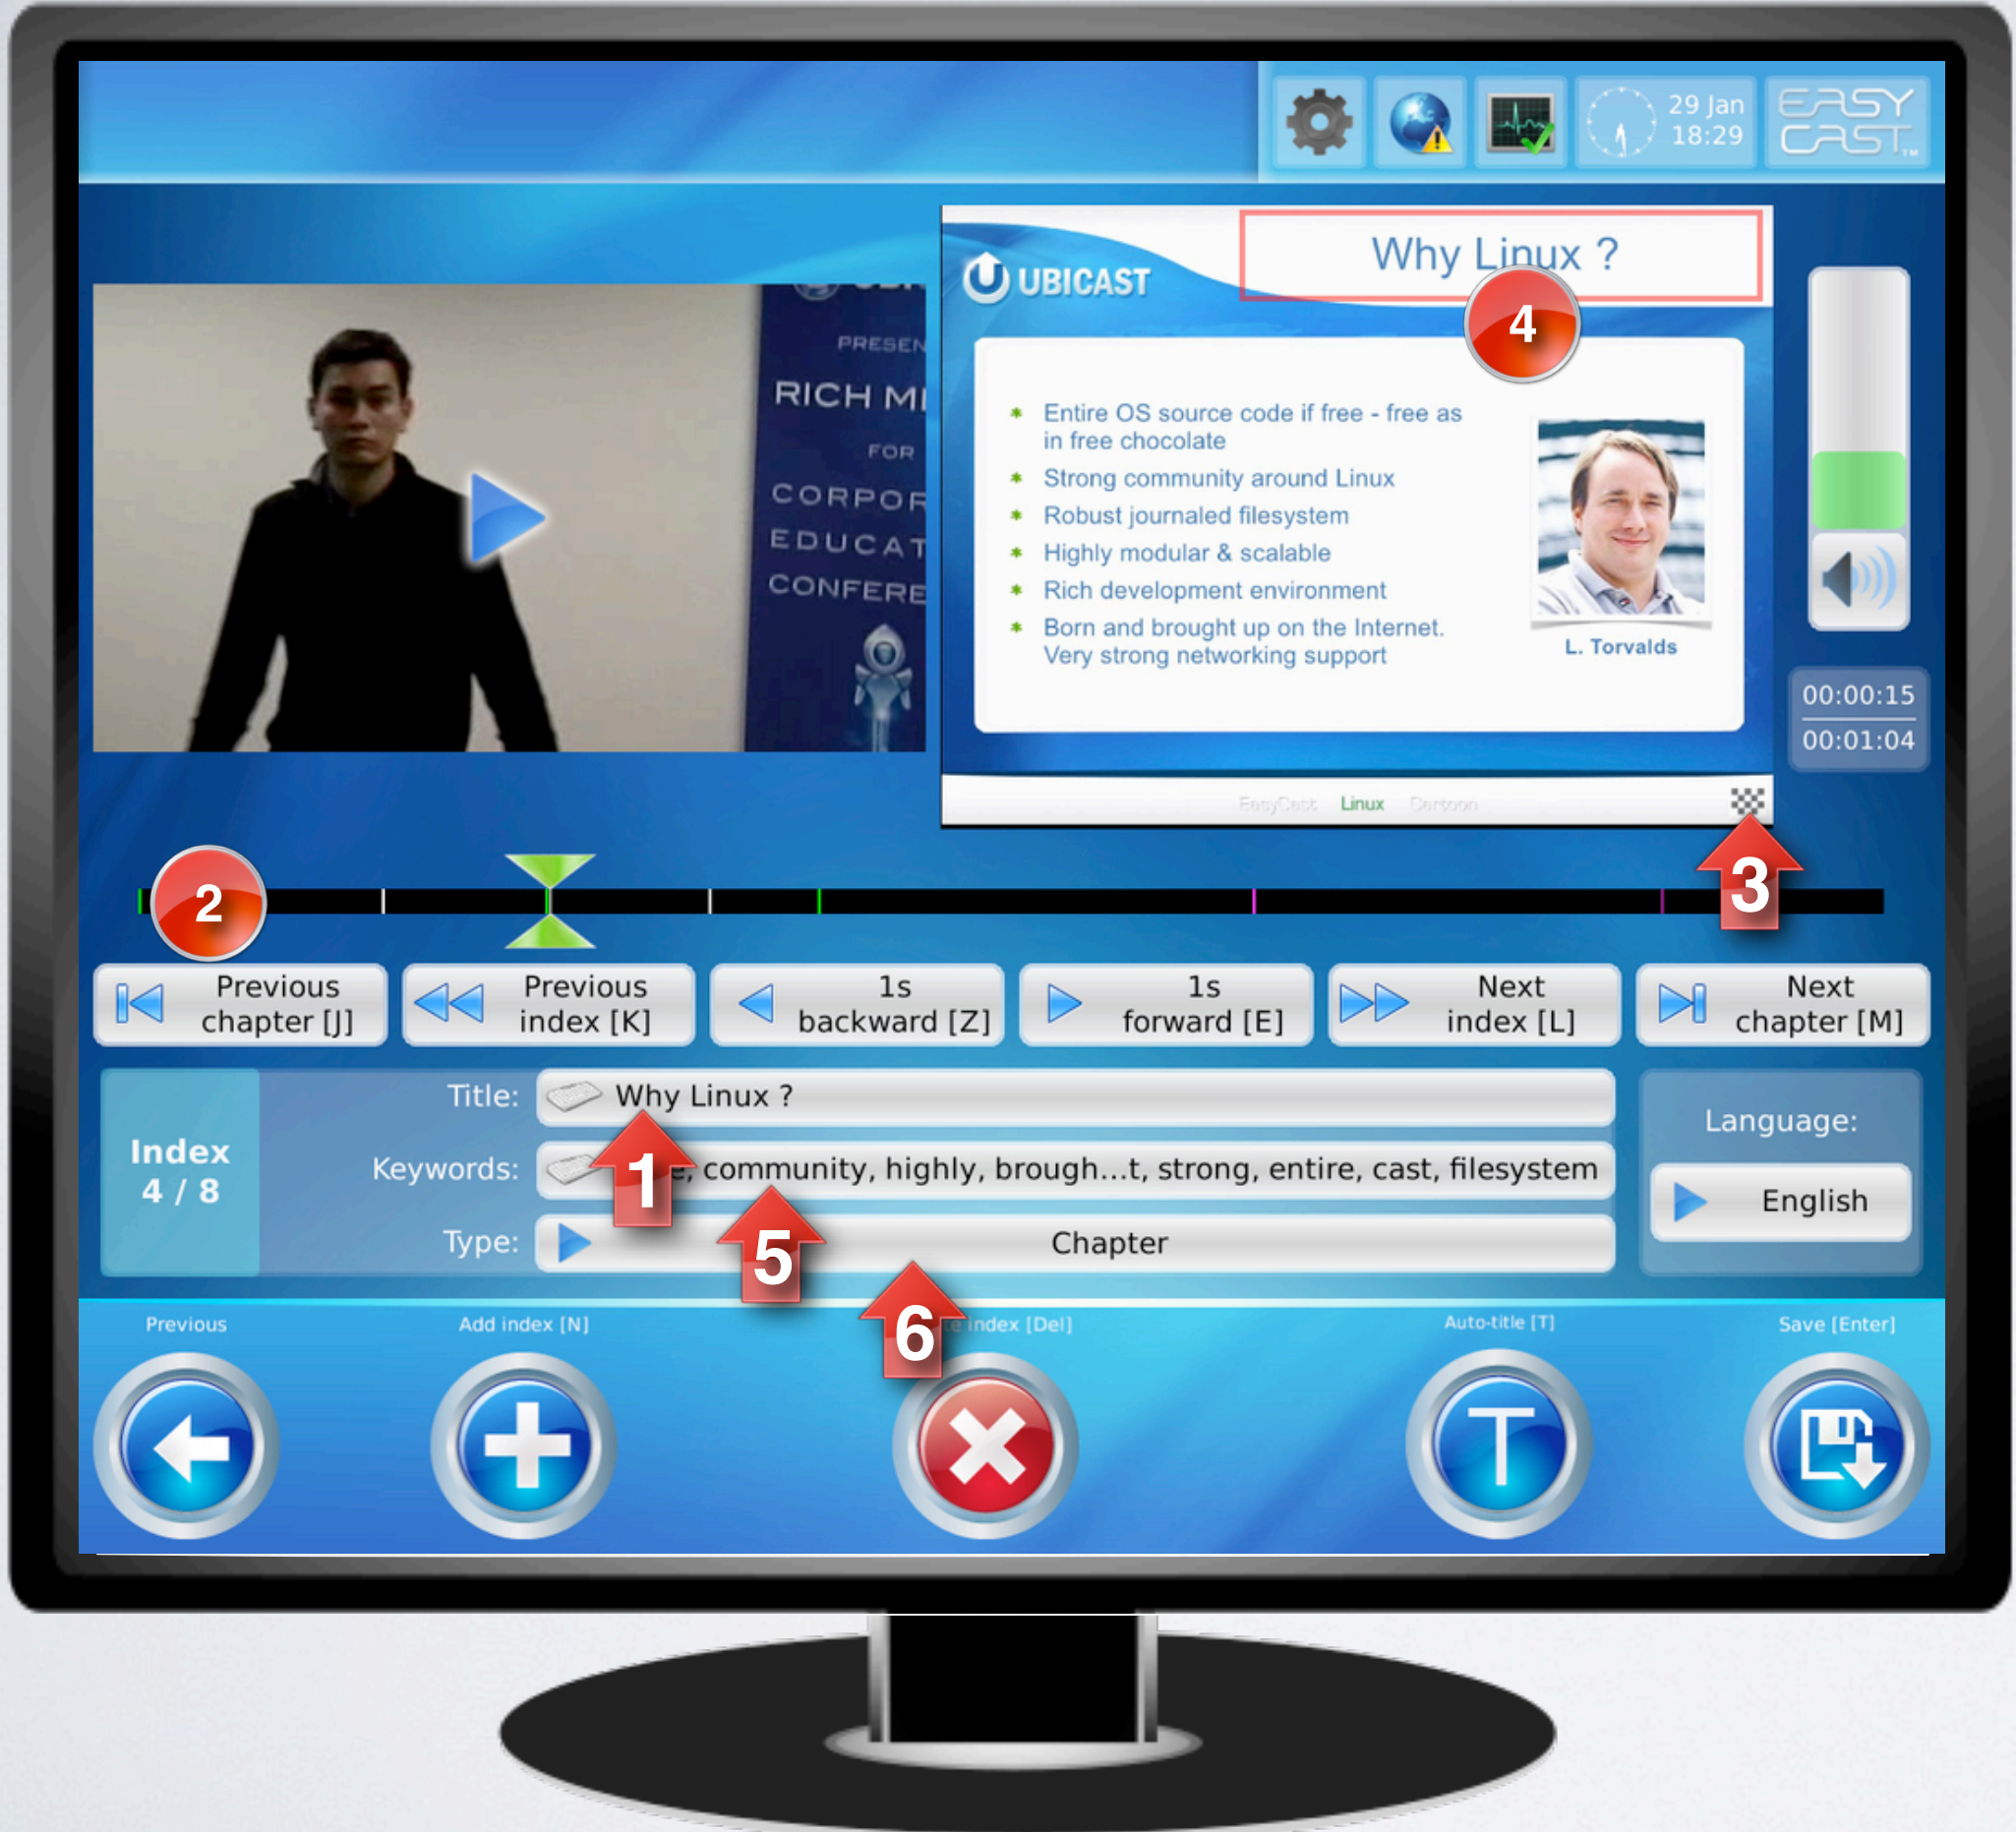 29 Jan
18:29
EASY
CAST™
Why Linux ?
UBICAST
4
PRESEN
RICH
FOR
CORPOR
EDUCAT
CONFERE
Entire OS source code if free - free as
in free chocolate
Strong community around Linux
Robust journaled filesystem
Highly modular & scalable
Rich development environment
Born and brought up on the Internet.
Very strong networking support
L. Torvalds
00:00:15
00:01:04
EasyCast Linux Cartoon
3
2
Previous
chapter [J]
Previous
index [K]
1s
backward [Z]
1s
forward [E]
Next
index [L]
Next
chapter [M]
Index
4 / 8
Title: Why Linux ?
Keywords: community, highly, brough...t, strong, entire, cast, filesystem
Type: Chapter
Language:
English
1
5
6
Previous
Add index [N]
index [Del]
Auto-title [T]
Save [Enter]
T